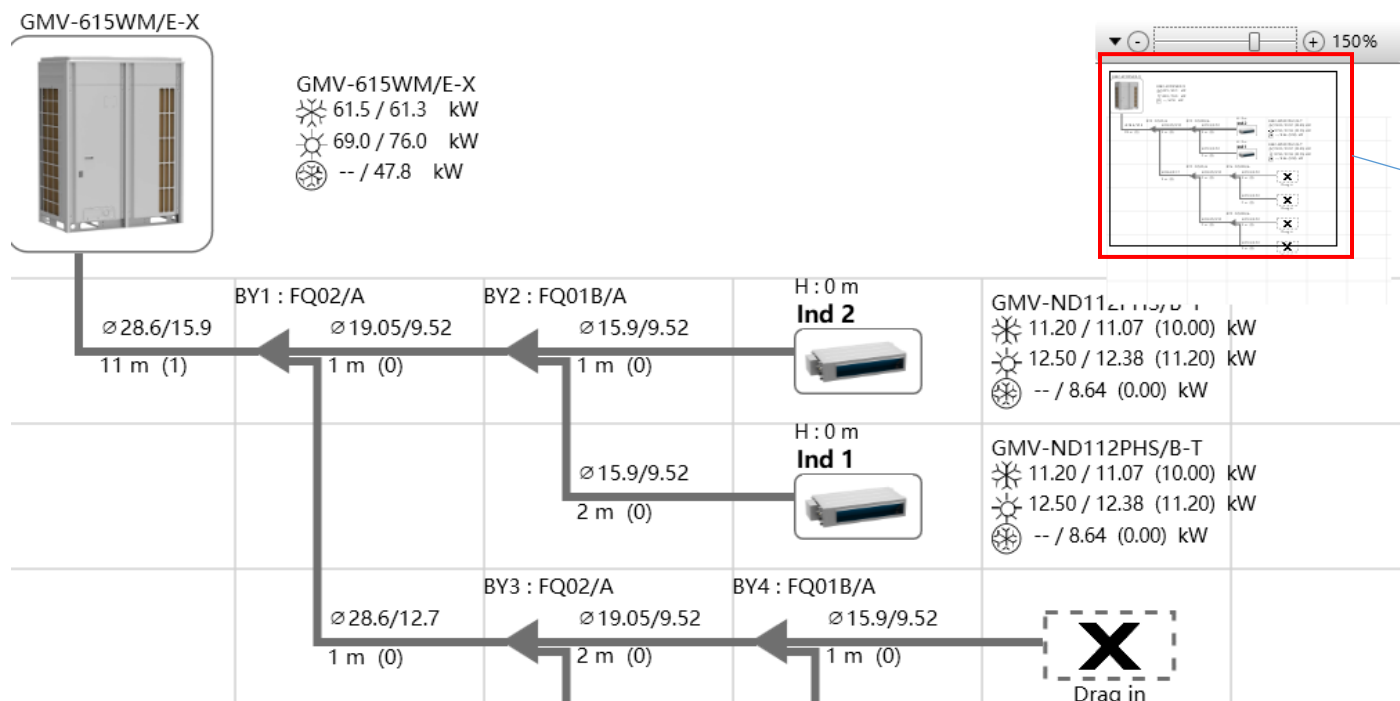 GMV-615WM/E-X
150%
GMV-615WM/E-X
61.5 / 61.3 kW
69.0 / 76.0 kW
-- / 47.8 kW
BY1 : FQ02/A
BY2 : FQ01B/A
H : 0 m
Ind 2
⌀28.6/15.9
⌀19.05/9.52
⌀15.9/9.52
11 m (1)
1 m (0)
1 m (0)
11.20 / 11.07 (10.00) kW
12.50 / 12.38 (11.20) kW
-- / 8.64 (0.00) kW
H : 0 m
Ind 1
⌀15.9/9.52
2 m (0)
GMV-ND112PHS/B-T
11.20 / 11.07 (10.00) kW
12.50 / 12.38 (11.20) kW
-- / 8.64 (0.00) kW
BY3 : FQ02/A
BY4 : FQ01B/A
⌀28.6/12.7
⌀19.05/9.52
⌀15.9/9.52
1 m (0)
2 m (0)
1 m (0)
Drag in